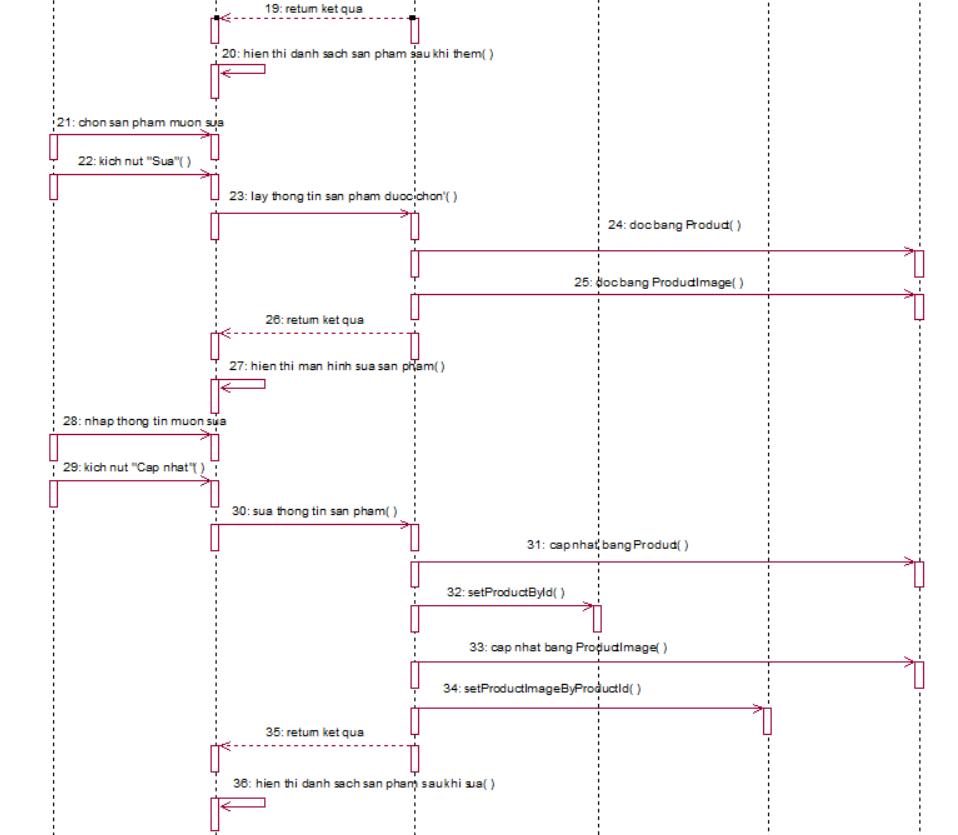 19: return ket qua
20: hien thi danh sach san pham sau khi them( )
21: chon san pham muon sua
22: kich nut "Sua"( )
23: lay thong tin san pham duoc chon'( )
24: doc bang Product( )
25: doc bang ProductImage( )
26: return ket qua
27: hien thi man hinh sua san pham( )
28: nhap thong tin muon sua
29: kich nut "Cap nhat"( )
30: sua thong tin san pham( )
31: cap nhat bang Product( )
32: setProductById( )
33: cap nhat bang ProductImage( )
34: setProductImageByProductId( )
35: return ket qua
36: hien thi danh sach san pham sau khi sua( )